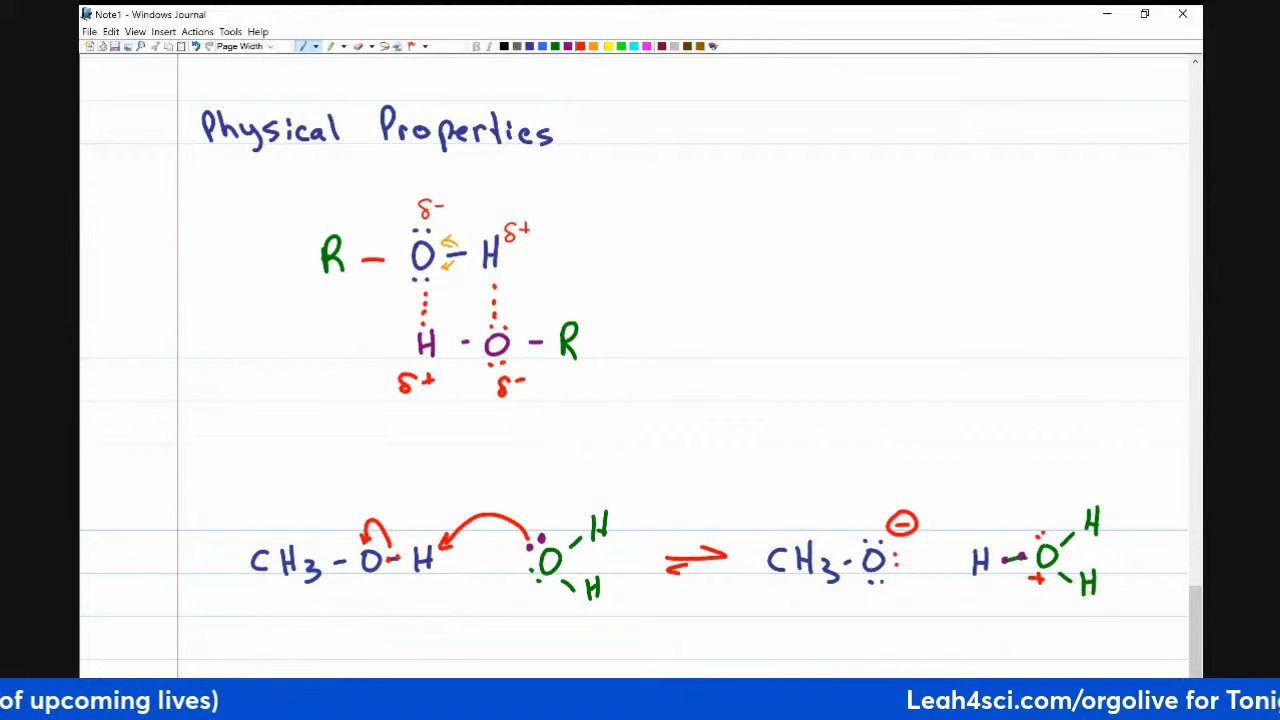 Note1 - Windows Journal
File Edit View Insert Actions Tools Help
Page Width
B I
Physical Properties
δ-
R - O - H δ+
H - O - R
δ+ δ-
CH3 - O - H O H H ⇌ CH3 - O ⊖ H - O + H H
of upcoming lives) Leah4sci.com/orgolive for Toni